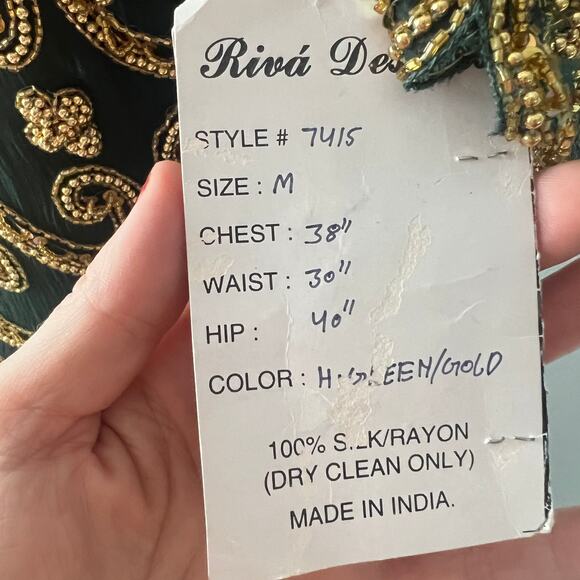 Rivá Des
STYLE # 7415
SIZE : M
CHEST : 38"
WAIST : 30"
HIP : 40"
COLOR : H.GREEN/GOLD
100% SILK/RAYON
(DRY CLEAN ONLY)
MADE IN INDIA.